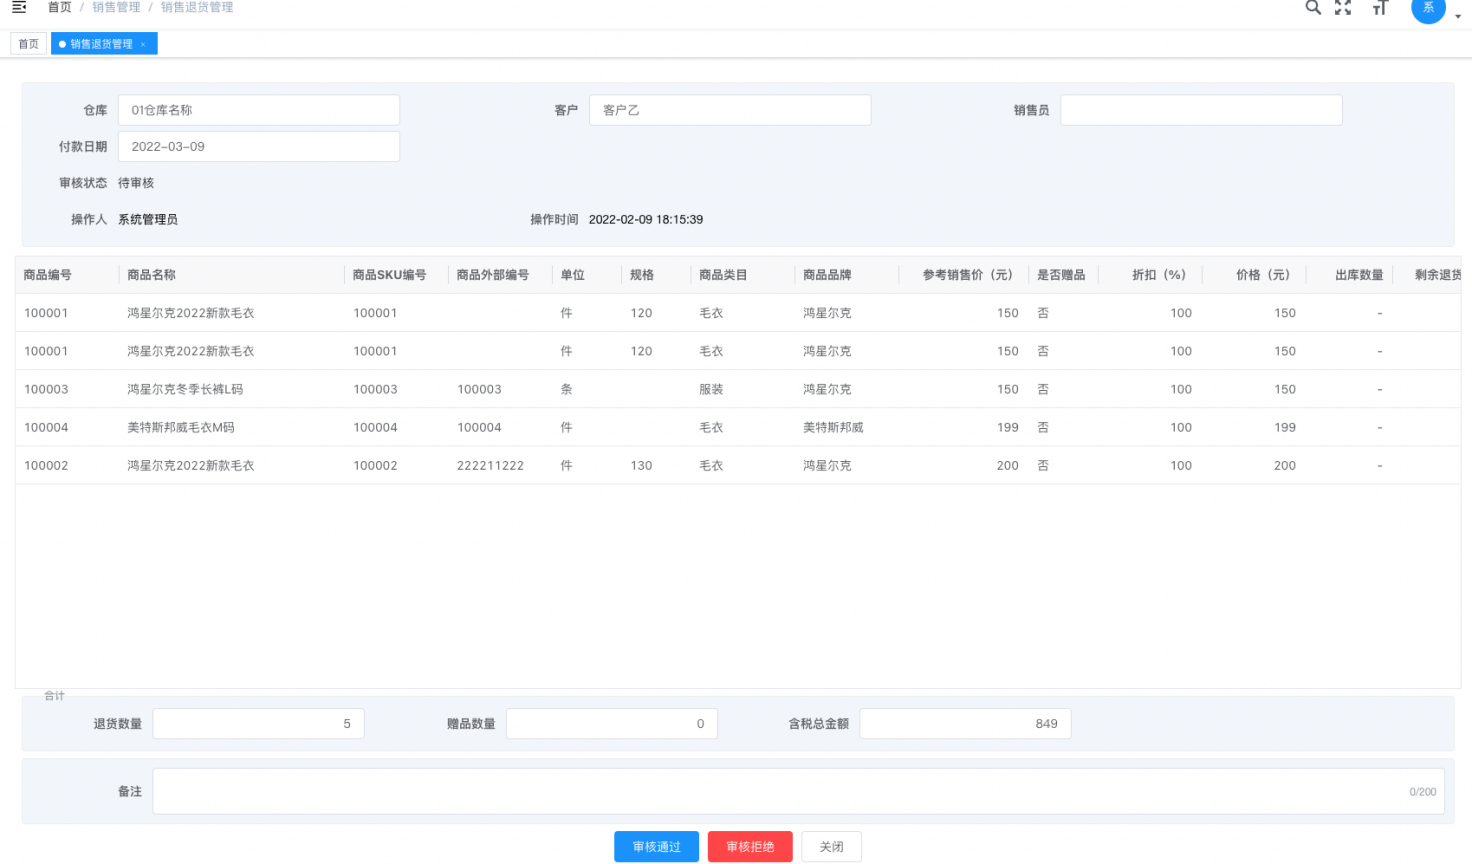 首页 / 销售管理 / 销售退货管理
系
首页 销售退货管理 ×
仓库 01仓库名称 客户 客户乙 销售员
付款日期 2022-03-09
审核状态 待审核
操作人 系统管理员 操作时间 2022-02-09 18:15:39
商品编号 商品名称 商品SKU编号 商品外部编号 单位 规格 商品类目 商品品牌 参考销售价（元） 是否赠品 折扣（%） 价格（元） 出库数量 剩余退货
100001 鸿星尔克2022新款毛衣 100001 件 120 毛衣 鸿星尔克 150 否 100 150 -
100001 鸿星尔克2022新款毛衣 100001 件 120 毛衣 鸿星尔克 150 否 100 150 -
100003 鸿星尔克冬季长裤L码 100003 100003 条 服装 鸿星尔克 150 否 100 150 -
100004 美特斯邦威毛衣M码 100004 100004 件 毛衣 美特斯邦威 199 否 100 199 -
100002 鸿星尔克2022新款毛衣 100002 222211222 件 130 毛衣 鸿星尔克 200 否 100 200 -
合计
退货数量 5 赠品数量 0 含税总金额 849
备注 0/200
审核通过 审核拒绝 关闭